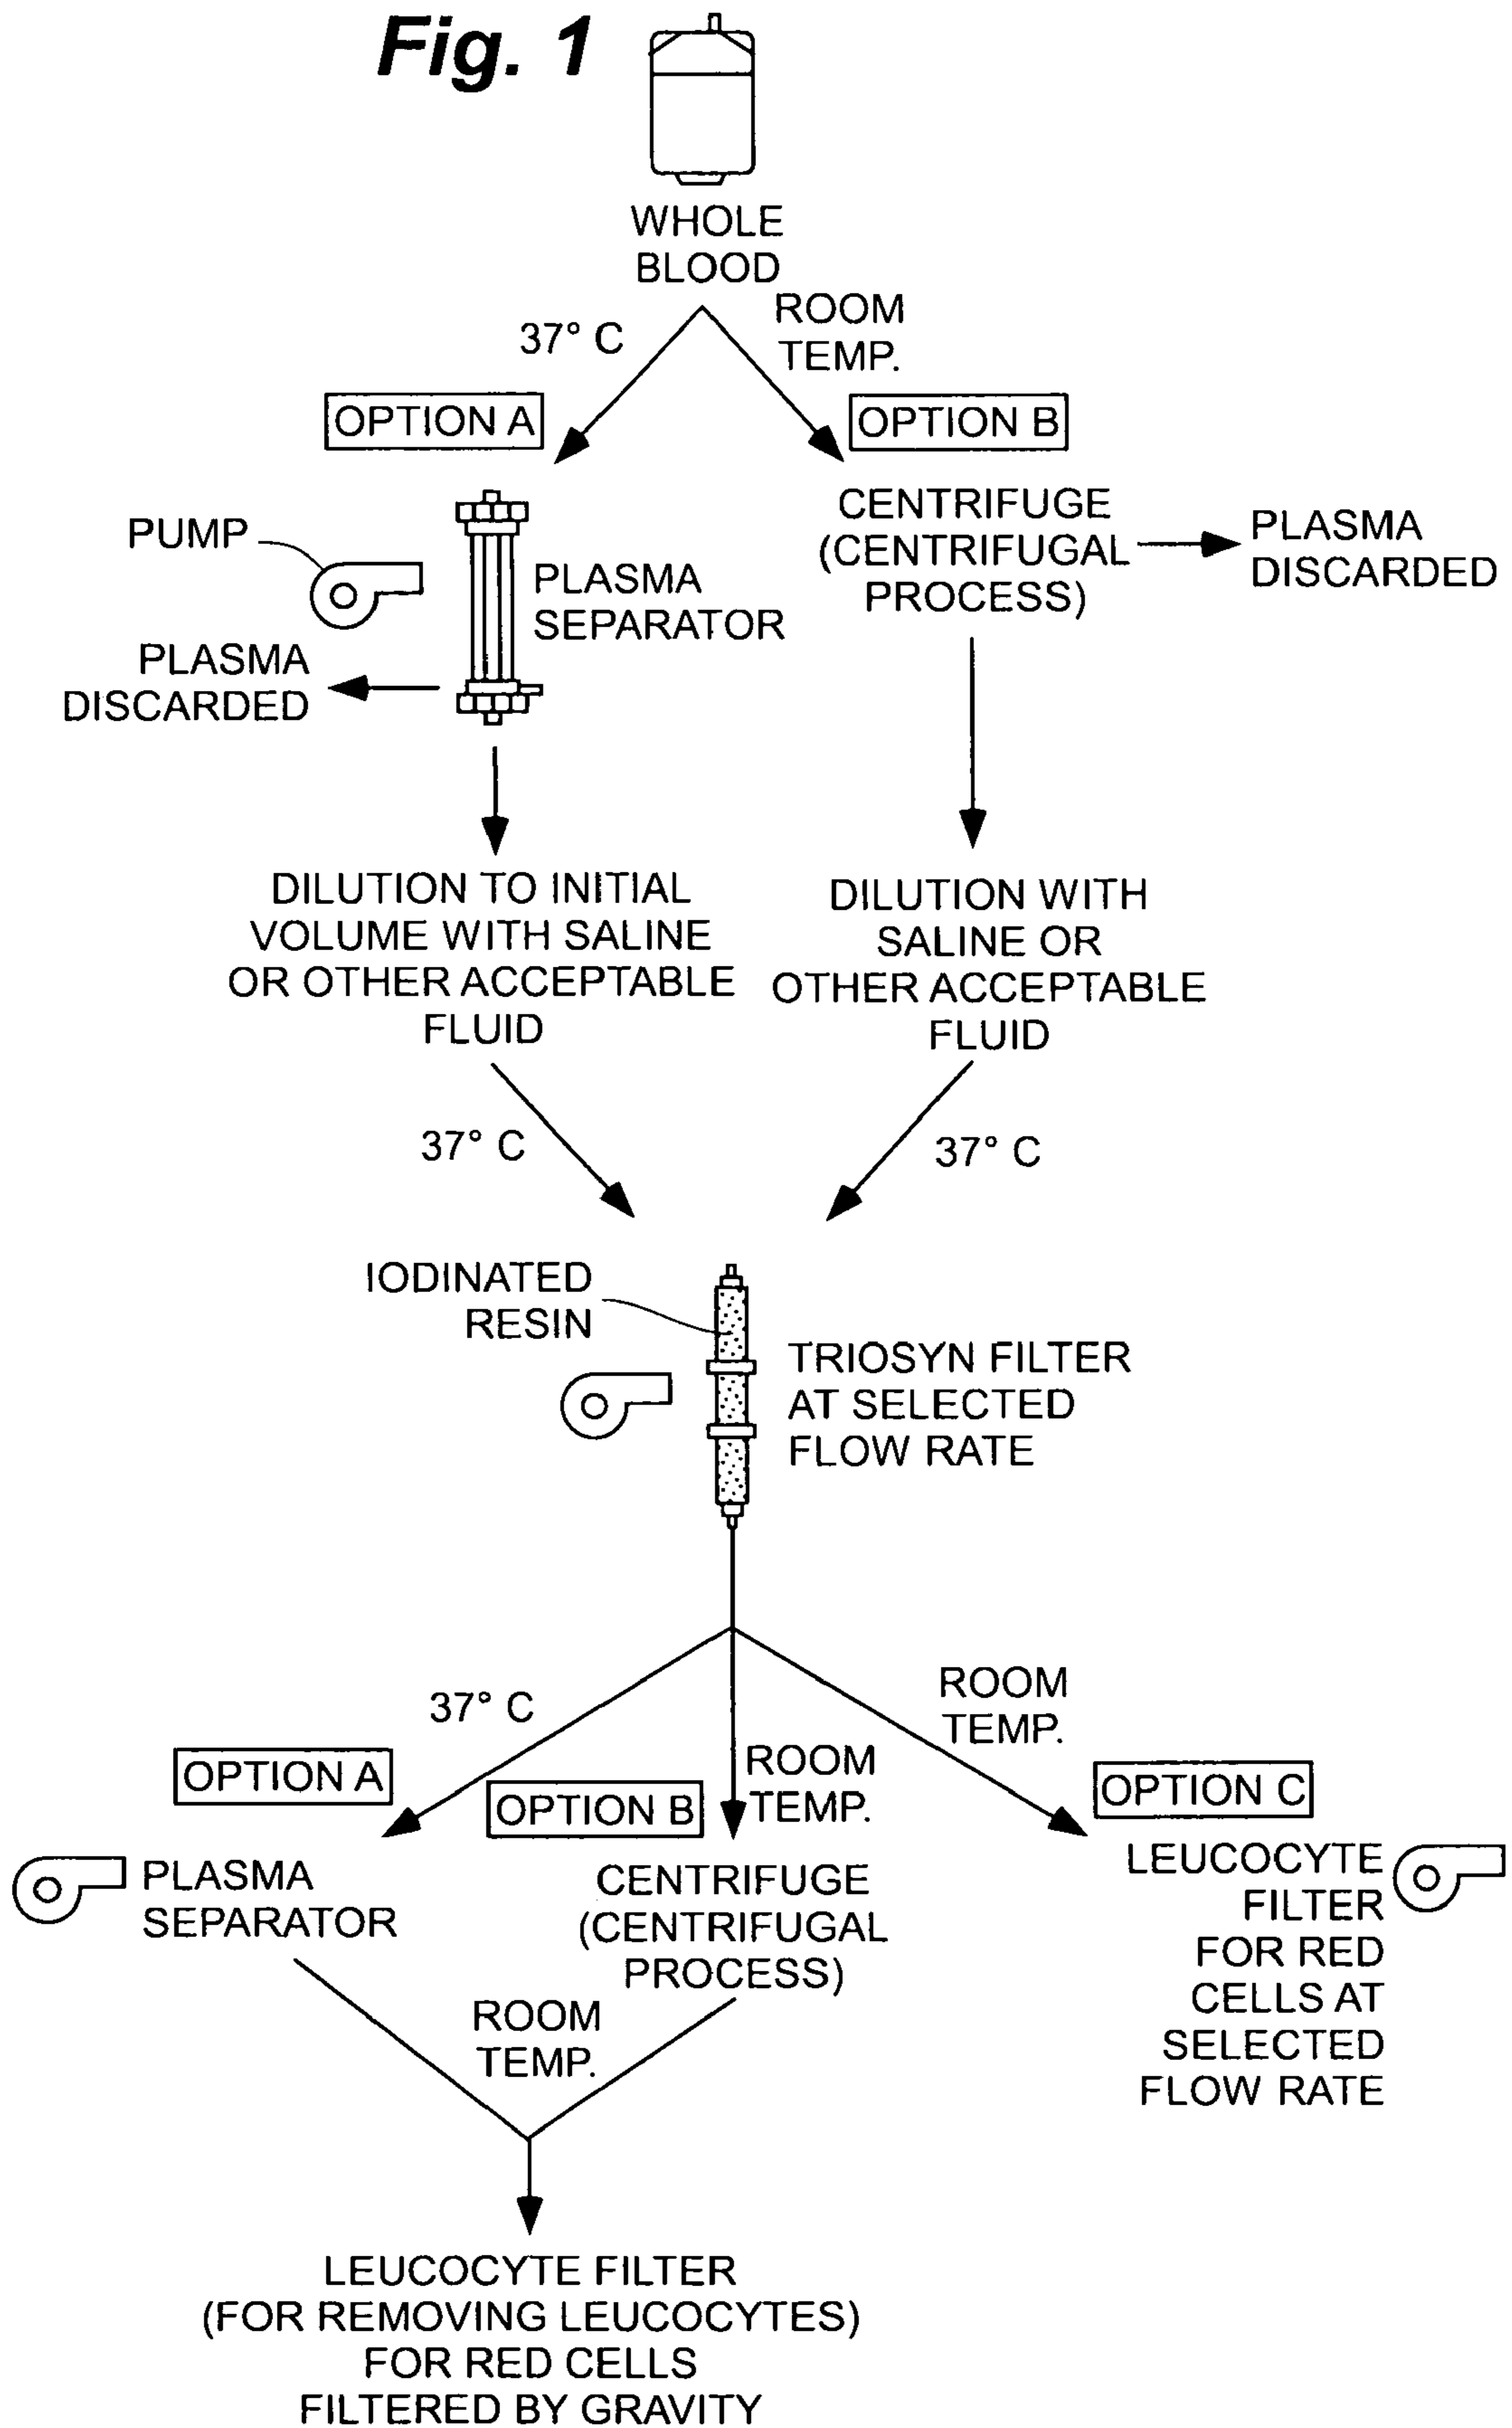 Fig. 1
WHOLE
BLOOD
37° C
ROOM
TEMP.
OPTION A
OPTION B
PUMP
PLASMA
SEPARATOR
PLASMA
DISCARDED
CENTRIFUGE
(CENTRIFUGAL
PROCESS)
PLASMA
DISCARDED
DILUTION TO INITIAL
VOLUME WITH SALINE
OR OTHER ACCEPTABLE
FLUID
DILUTION WITH
SALINE OR
OTHER ACCEPTABLE
FLUID
37° C
37° C
IODINATED
RESIN
TRIOSYN FILTER
AT SELECTED
FLOW RATE
37° C
ROOM
TEMP.
ROOM
TEMP.
OPTION A
OPTION B
OPTION C
PLASMA
SEPARATOR
CENTRIFUGE
(CENTRIFUGAL
PROCESS)
LEUCOCYTE
FILTER
FOR RED
CELLS AT
SELECTED
FLOW RATE
ROOM
TEMP.
LEUCOCYTE FILTER
(FOR REMOVING LEUCOCYTES)
FOR RED CELLS
FILTERED BY GRAVITY